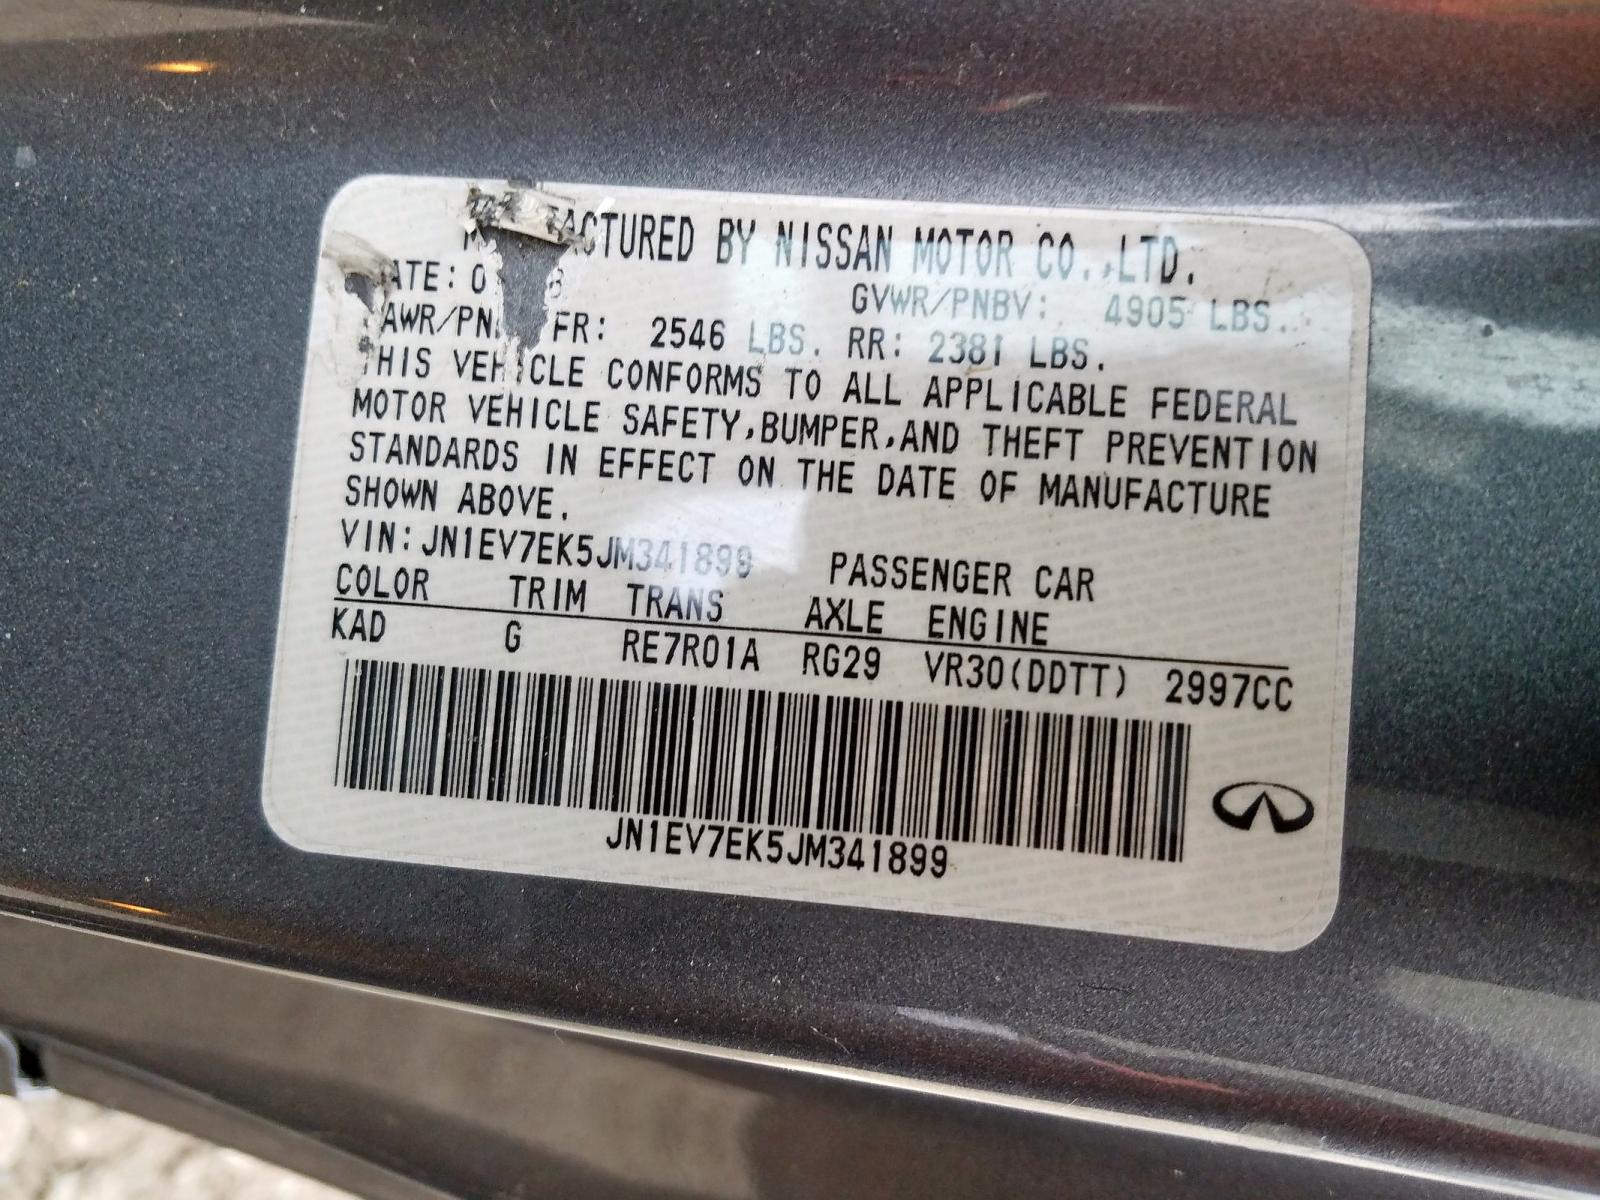 BY NISSAN MOTOR CO.,LTD.
GVWR/PNBV: 4905 LBS.
FR: 2546 LBS. RR: 2381 LBS.
THIS VEHICLE CONFORMS TO ALL APPLICABLE FEDERAL
MOTOR VEHICLE SAFETY,BUMPER,AND THEFT PREVENTION
STANDARDS IN EFFECT ON THE DATE OF MANUFACTURE
SHOWN ABOVE.
VIN:JN1EV7EK5JM341899 PASSENGER CAR
COLOR TRIM TRANS AXLE ENGINE
KAD G RE7R01A RG29 VR30(DDTT) 2997CC
JN1EV7EK5JM341899